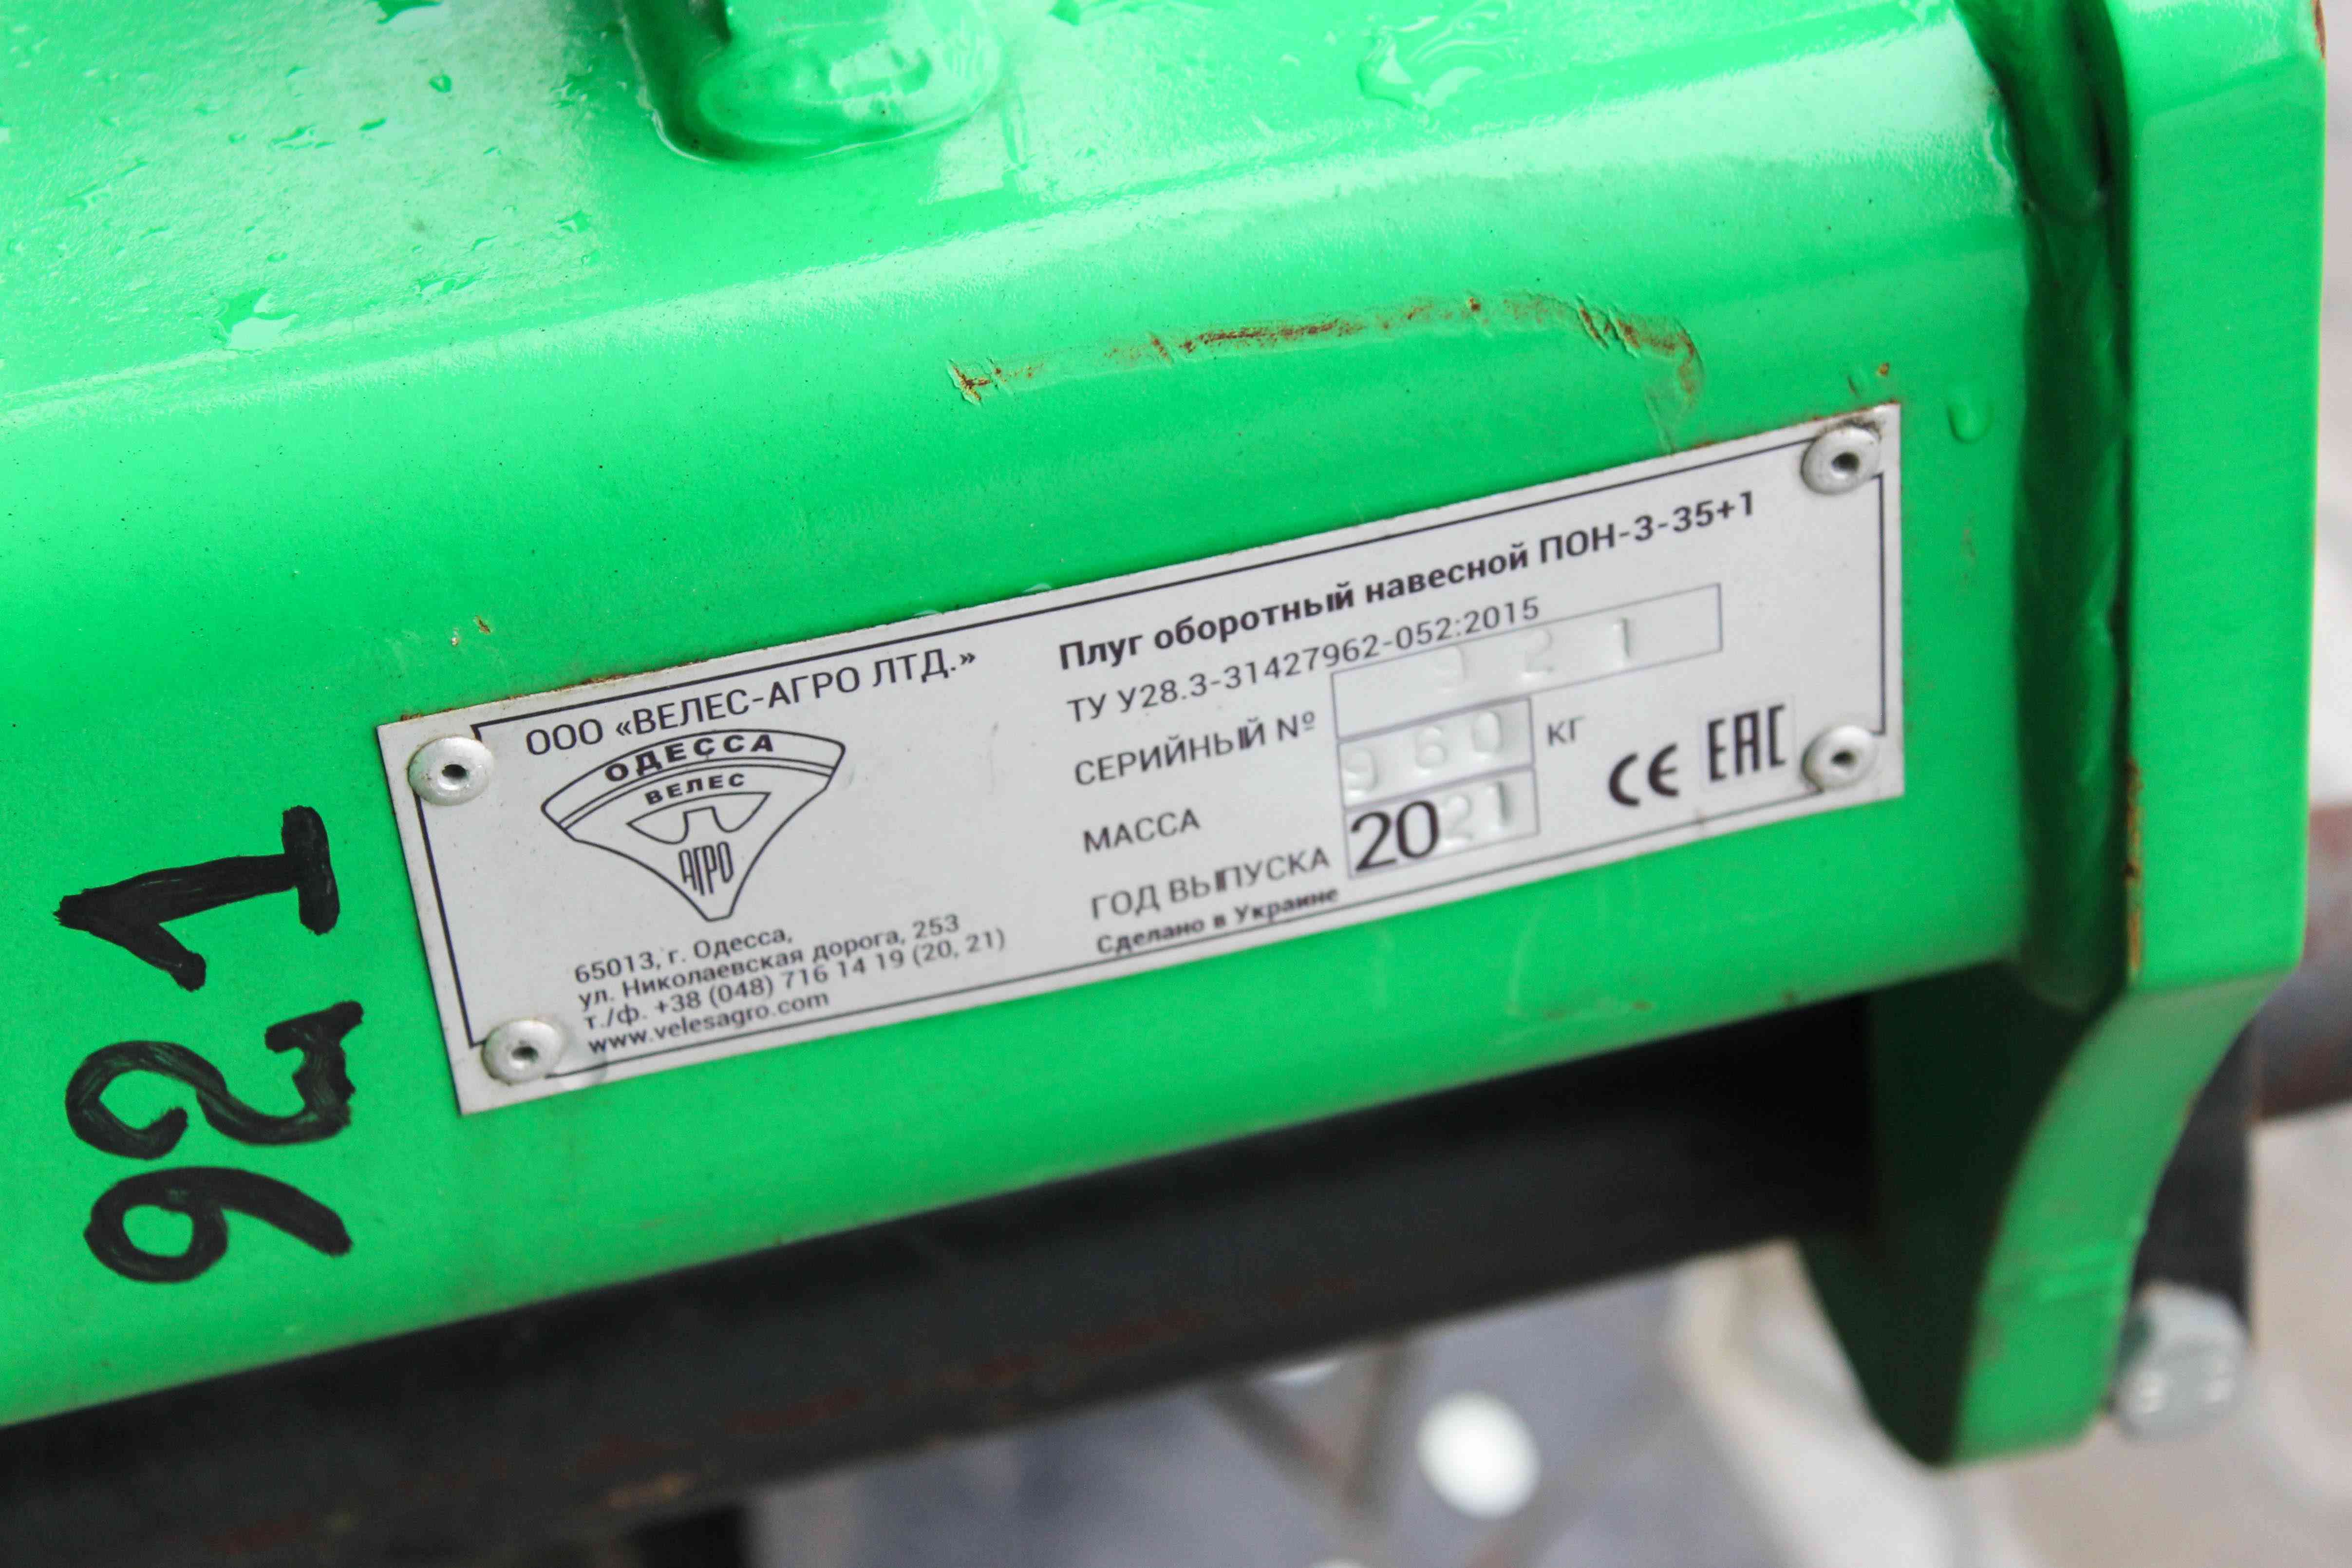 ООО «ВЕЛЕС-АГРО ЛТД.»
ОДЕССА
ВЕЛЕС
АГРО
65013, г. Одесса,
ул. Николаевская дорога, 253
т./ф. +38 (048) 716 14 19 (20, 21)
www.velesagro.com
Плуг оборотный навесной ПОН-3-35+1
ТУ У28.3-31427962-052:2015
СЕРИЙНЫЙ № 921
МАССА 960 КГ
ГОД ВЫПУСКА 2021
Сделано в Украине
CE EAC
921